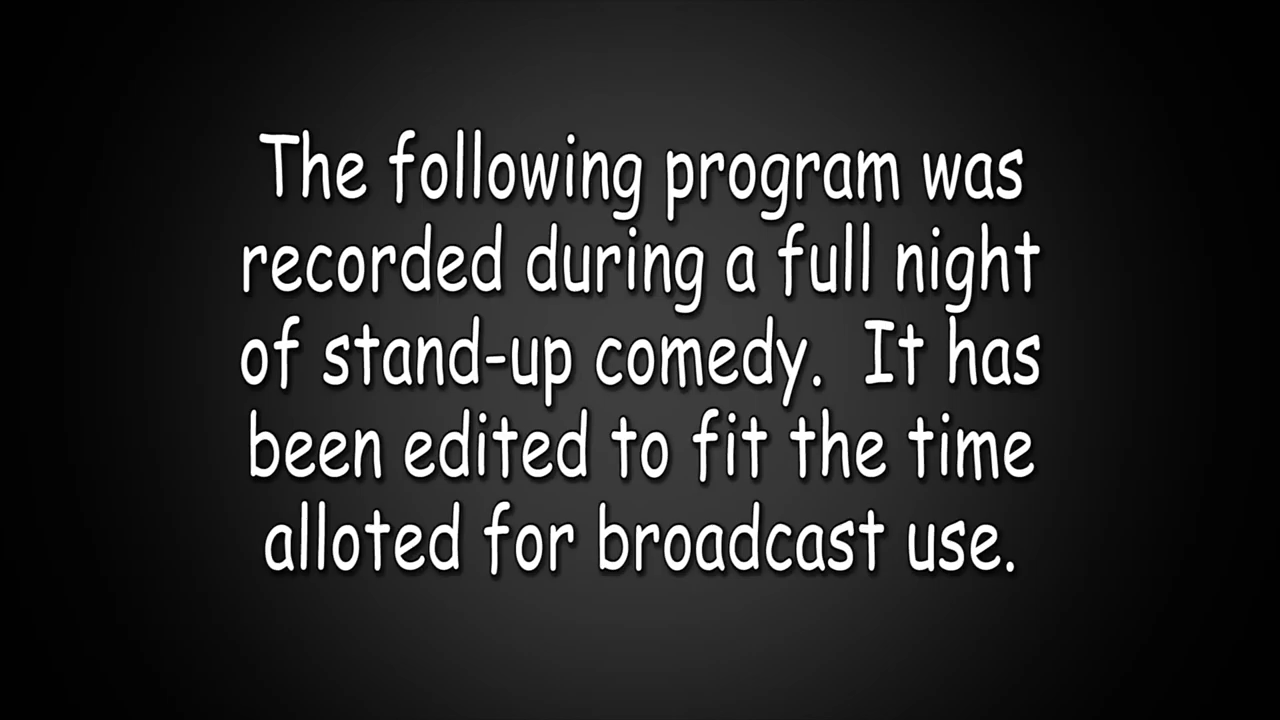 The following program was
recorded during a full night
of stand-up comedy.  It has
been edited to fit the time
alloted for broadcast use.